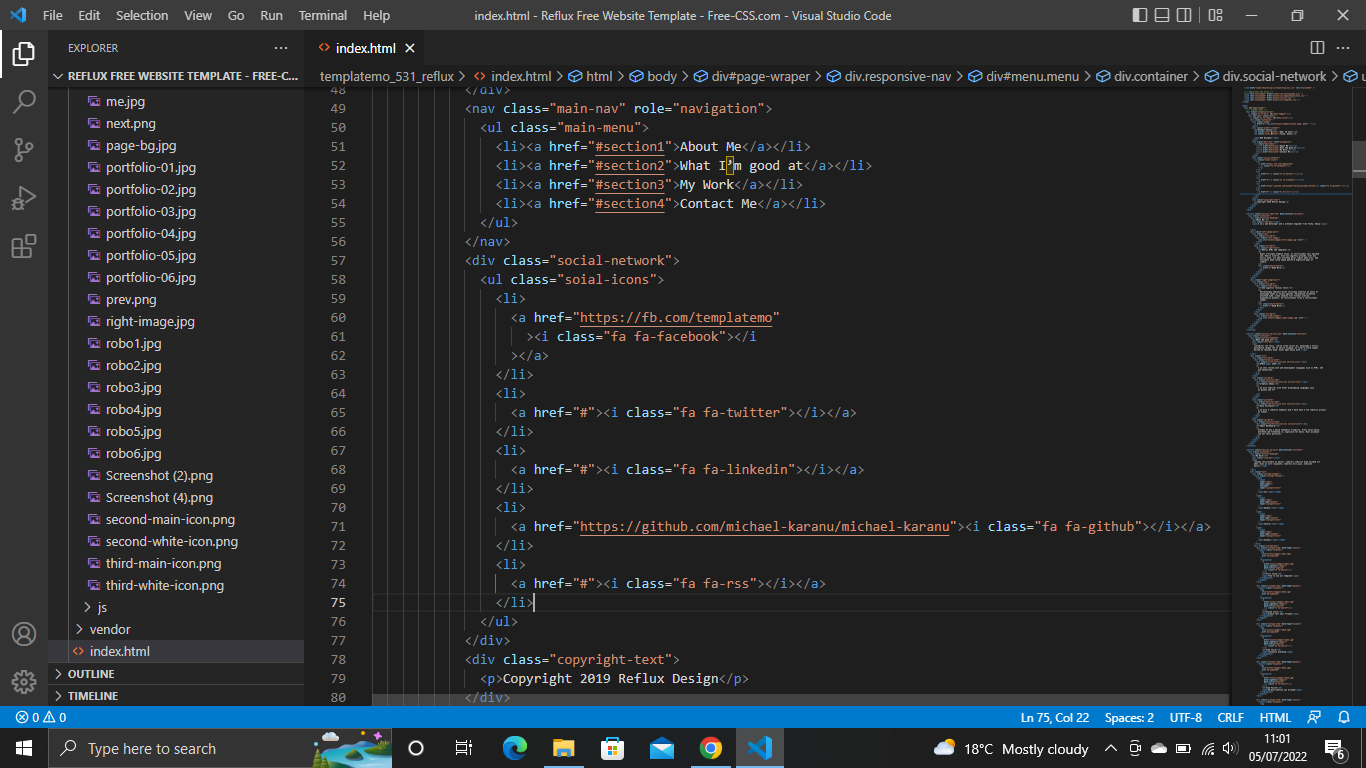 File Edit Selection View Go Run Terminal Help index.html - Reflux Free Website Template - Free-CSS.com - Visual Studio Code
EXPLORER
REFLUX FREE WEBSITE TEMPLATE - FREE-C...
me.jpg
next.png
page-bg.jpg
portfolio-01.jpg
portfolio-02.jpg
portfolio-03.jpg
portfolio-04.jpg
portfolio-05.jpg
portfolio-06.jpg
prev.png
right-image.jpg
robo1.jpg
robo2.jpg
robo3.jpg
robo4.jpg
robo5.jpg
robo6.jpg
Screenshot (2).png
Screenshot (4).png
second-main-icon.png
second-white-icon.png
third-main-icon.png
third-white-icon.png
js
vendor
index.html
OUTLINE
TIMELINE
index.html
templatemo_531_reflux > index.html > html > body > div#page-wraper > div.responsive-nav > div#menu.menu > div.container > div.social-network > u
48 </div>
49 <nav class="main-nav" role="navigation">
50 <ul class="main-menu">
51 <li><a href="#section1">About Me</a></li>
52 <li><a href="#section2">What I’m good at</a></li>
53 <li><a href="#section3">My Work</a></li>
54 <li><a href="#section4">Contact Me</a></li>
55 </ul>
56 </nav>
57 <div class="social-network">
58 <ul class="soial-icons">
59 <li>
60 <a href="https://fb.com/templatemo"
61 ><i class="fa fa-facebook"></i
62 ></a>
63 </li>
64 <li>
65 <a href="#"><i class="fa fa-twitter"></i></a>
66 </li>
67 <li>
68 <a href="#"><i class="fa fa-linkedin"></i></a>
69 </li>
70 <li>
71 <a href="https://github.com/michael-karanu/michael-karanu"><i class="fa fa-github"></i></a>
72 </li>
73 <li>
74 <a href="#"><i class="fa fa-rss"></i></a>
75 </li>
76 </ul>
77 </div>
78 <div class="copyright-text">
79 <p>Copyright 2019 Reflux Design</p>
80 </div>
0 0 Ln 75, Col 22 Spaces: 2 UTF-8 CRLF HTML
Type here to search 18°C Mostly cloudy 11:01
05/07/2022
6